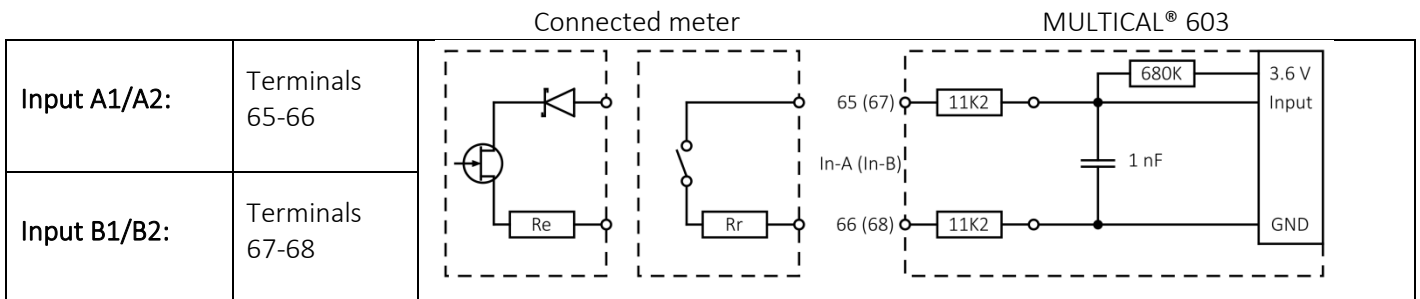 Connected meter
MULTICAL® 603
Input A1/A2:
Terminals
65-66
Input B1/B2:
Terminals
67-68
Re
Rr
65 (67)
In-A (In-B)
66 (68)
11K2
11K2
680K
1 nF
3.6 V
Input
GND